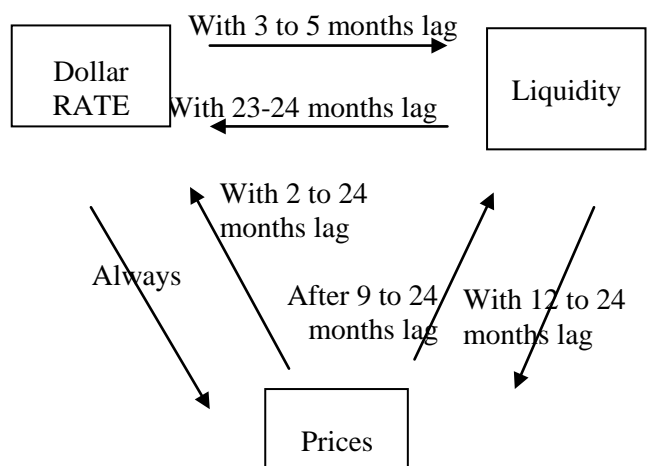 With 3 to 5 months lag
Dollar
RATE
Liquidity
With 23-24 months lag
With 2 to 24
months lag
Always
After 9 to 24
months lag
With 12 to 24
months lag
Prices